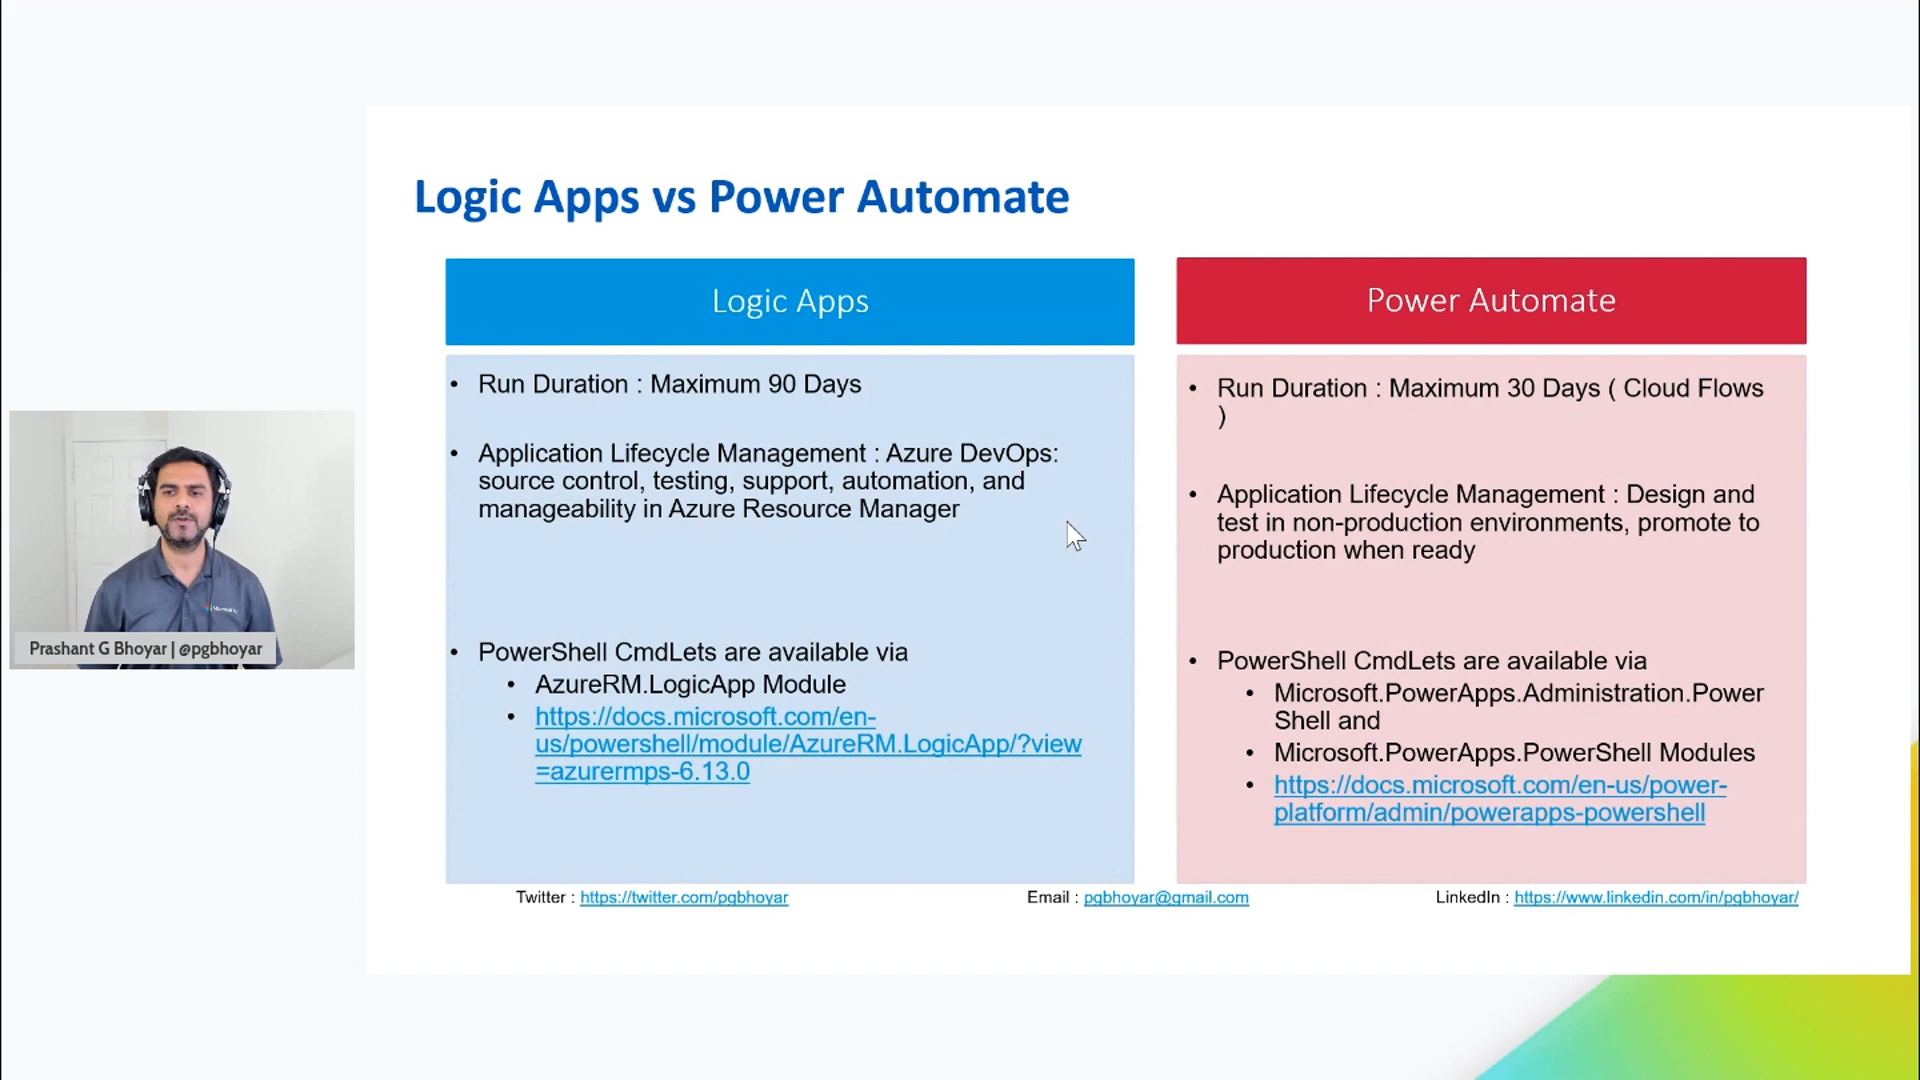 Logic Apps vs Power Automate
Logic Apps
• Run Duration : Maximum 90 Days
• Application Lifecycle Management : Azure DevOps:
source control, testing, support, automation, and
manageability in Azure Resource Manager
• PowerShell CmdLets are available via
• AzureRM.LogicApp Module
• https://docs.microsoft.com/en-
us/powershell/module/AzureRM.LogicApp/?view
=azurermps-6.13.0
Power Automate
• Run Duration : Maximum 30 Days ( Cloud Flows
)
• Application Lifecycle Management : Design and
test in non-production environments, promote to
production when ready
• PowerShell CmdLets are available via
• Microsoft.PowerApps.Administration.Power
Shell and
• Microsoft.PowerApps.PowerShell Modules
• https://docs.microsoft.com/en-us/power-
platform/admin/powerapps-powershell
Prashant G Bhoyar | @pgbhoyar
Twitter : https://twitter.com/pgbhoyar
Email : pgbhoyar@gmail.com
LinkedIn : https://www.linkedin.com/in/pgbhoyar/